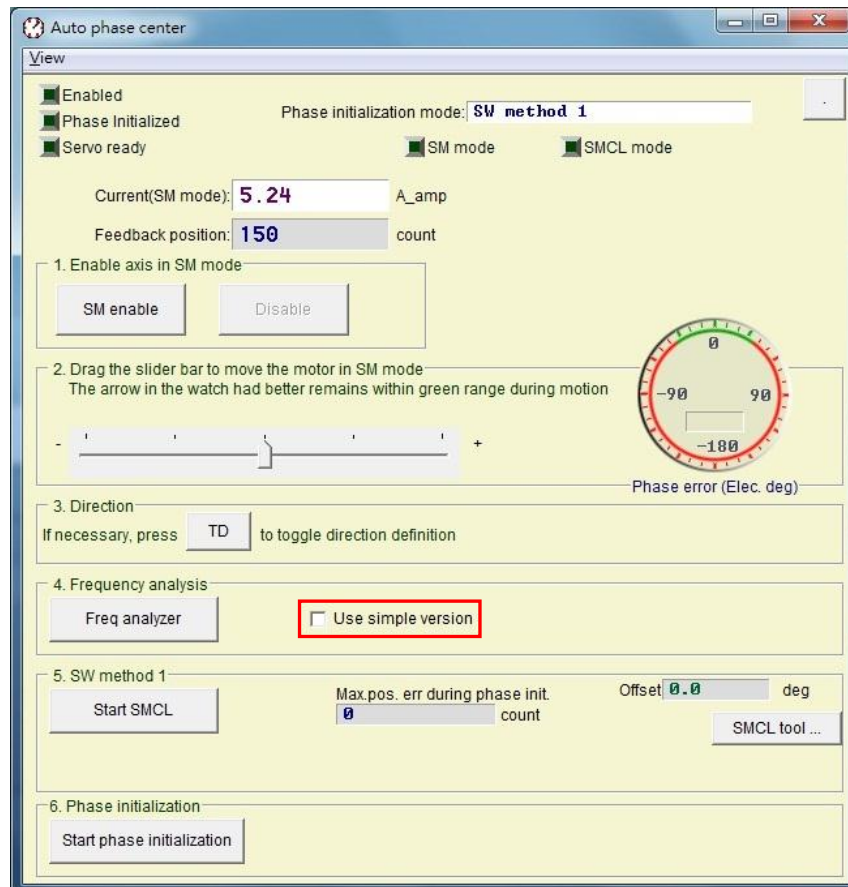 Auto phase center
View
Enabled
Phase Initialized
Phase initialization mode: SW method 1
.
Servo ready
SM mode
SMCL mode
Current(SM mode): 5.24 A_amp
Feedback position: 150 count
1. Enable axis in SM mode
SM enable
Disable
2. Drag the slider bar to move the motor in SM mode
The arrow in the watch had better remains within green range during motion
- +
0
-90 90
-180
Phase error (Elec. deg)
3. Direction
If necessary, press TD to toggle direction definition
4. Frequency analysis
Freq analyzer
Use simple version
5. SW method 1
Start SMCL
Max.pos. err during phase init.
0 count
Offset 0.0 deg
SMCL tool ...
6. Phase initialization
Start phase initialization